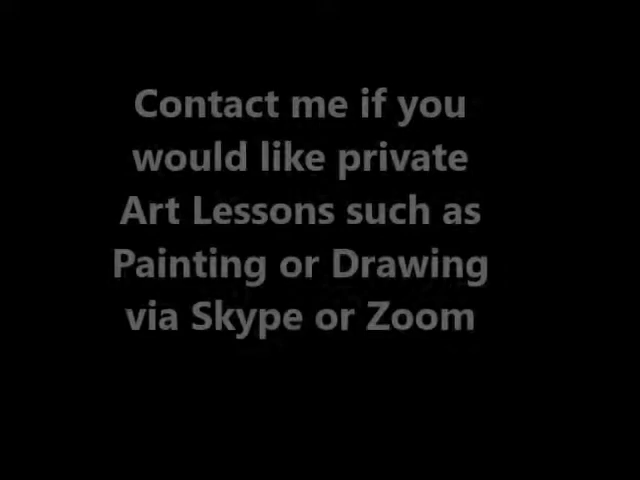 Contact me if you
would like private
Art Lessons such as
Painting or Drawing
via Skype or Zoom